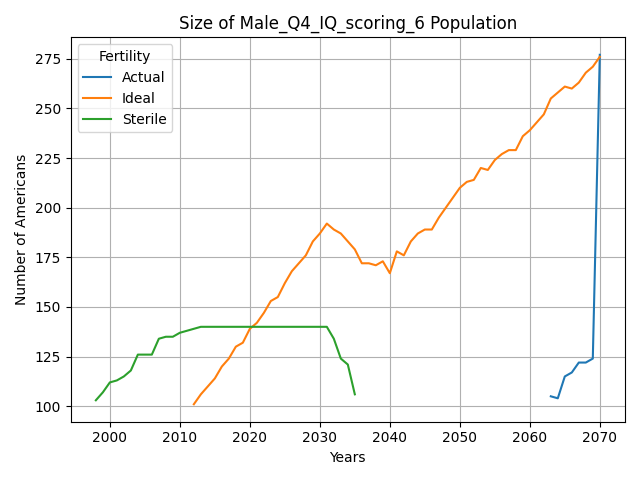 Size of Male_Q4_IQ_scoring_6 Population
Fertility
Actual
Ideal
Sterile
275
250
225
200
175
150
125
100
Number of Americans
2000 2010 2020 2030 2040 2050 2060 2070
Years